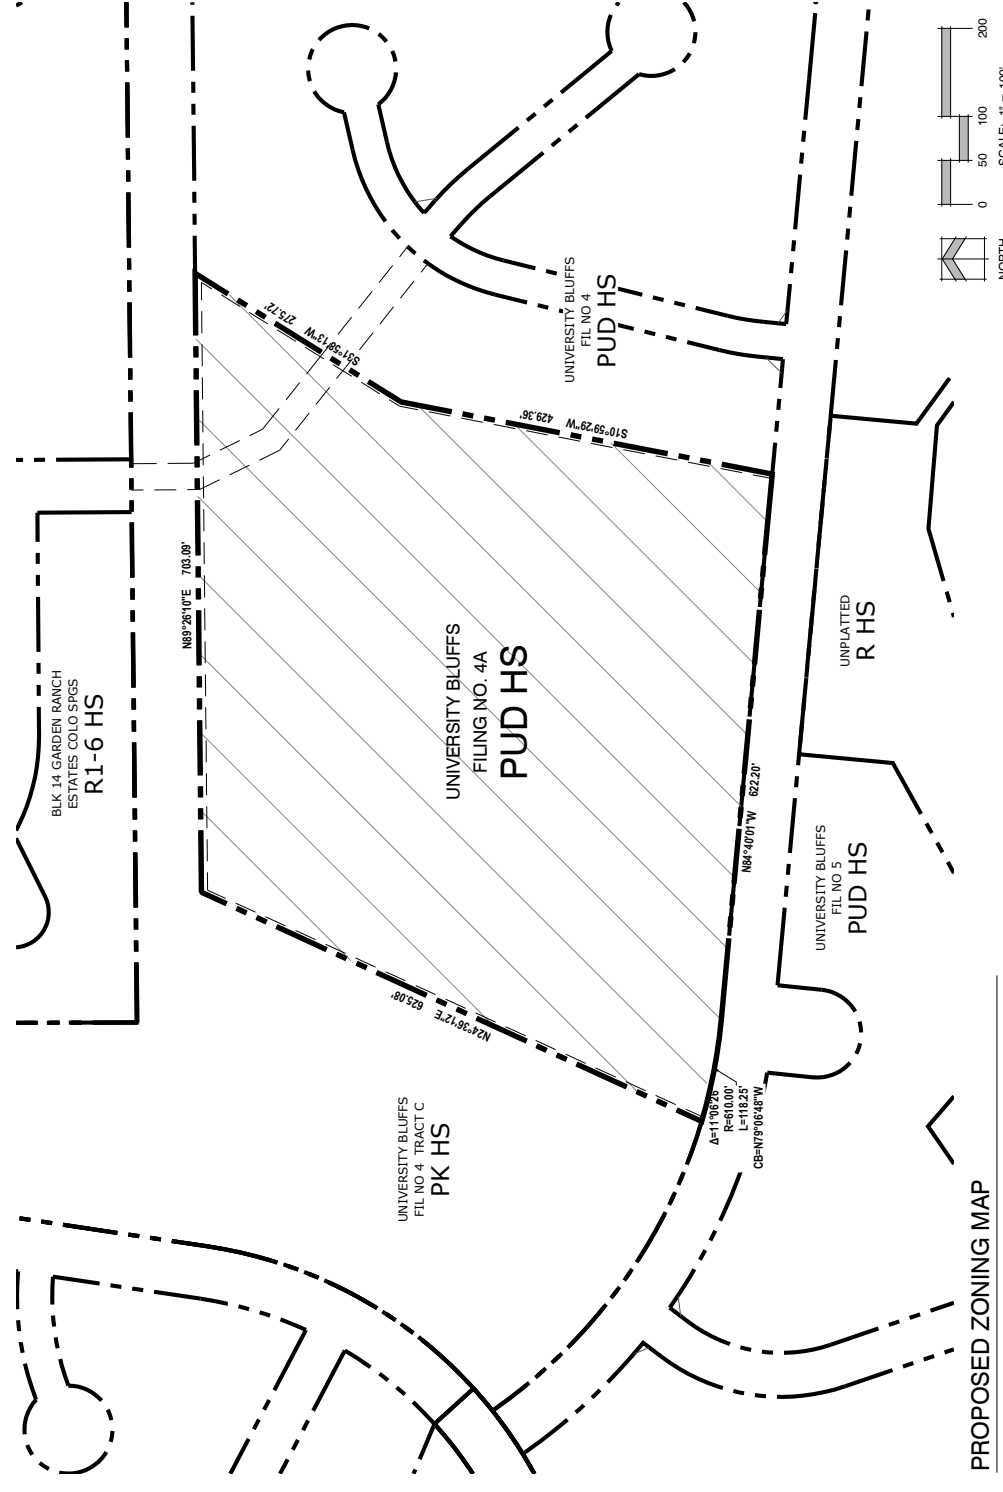 BLK 14 GARDEN RANCH
ESTATES COLO SPGS
R1-6 HS
N89°26'10"E 703.09'
S31°58'13"W 275.72'
S10°59'29"W 429.36'
UNIVERSITY BLUFFS
FIL NO 4
PUD HS
UNIVERSITY BLUFFS
FILING NO. 4A
PUD HS
N24°36'12"E 625.08'
N84°40'01"W 622.20'
UNIVERSITY BLUFFS
FIL NO 4 TRACT C
PK HS
Δ=11°06'26"
R=610.00'
L=118.25'
CB=N79°06'48"W
UNIVERSITY BLUFFS
FIL NO 5
PUD HS
UNPLATTED
R HS
PROPOSED ZONING MAP
NORTH
0 50 100 200
SCALE: 1" = 100'